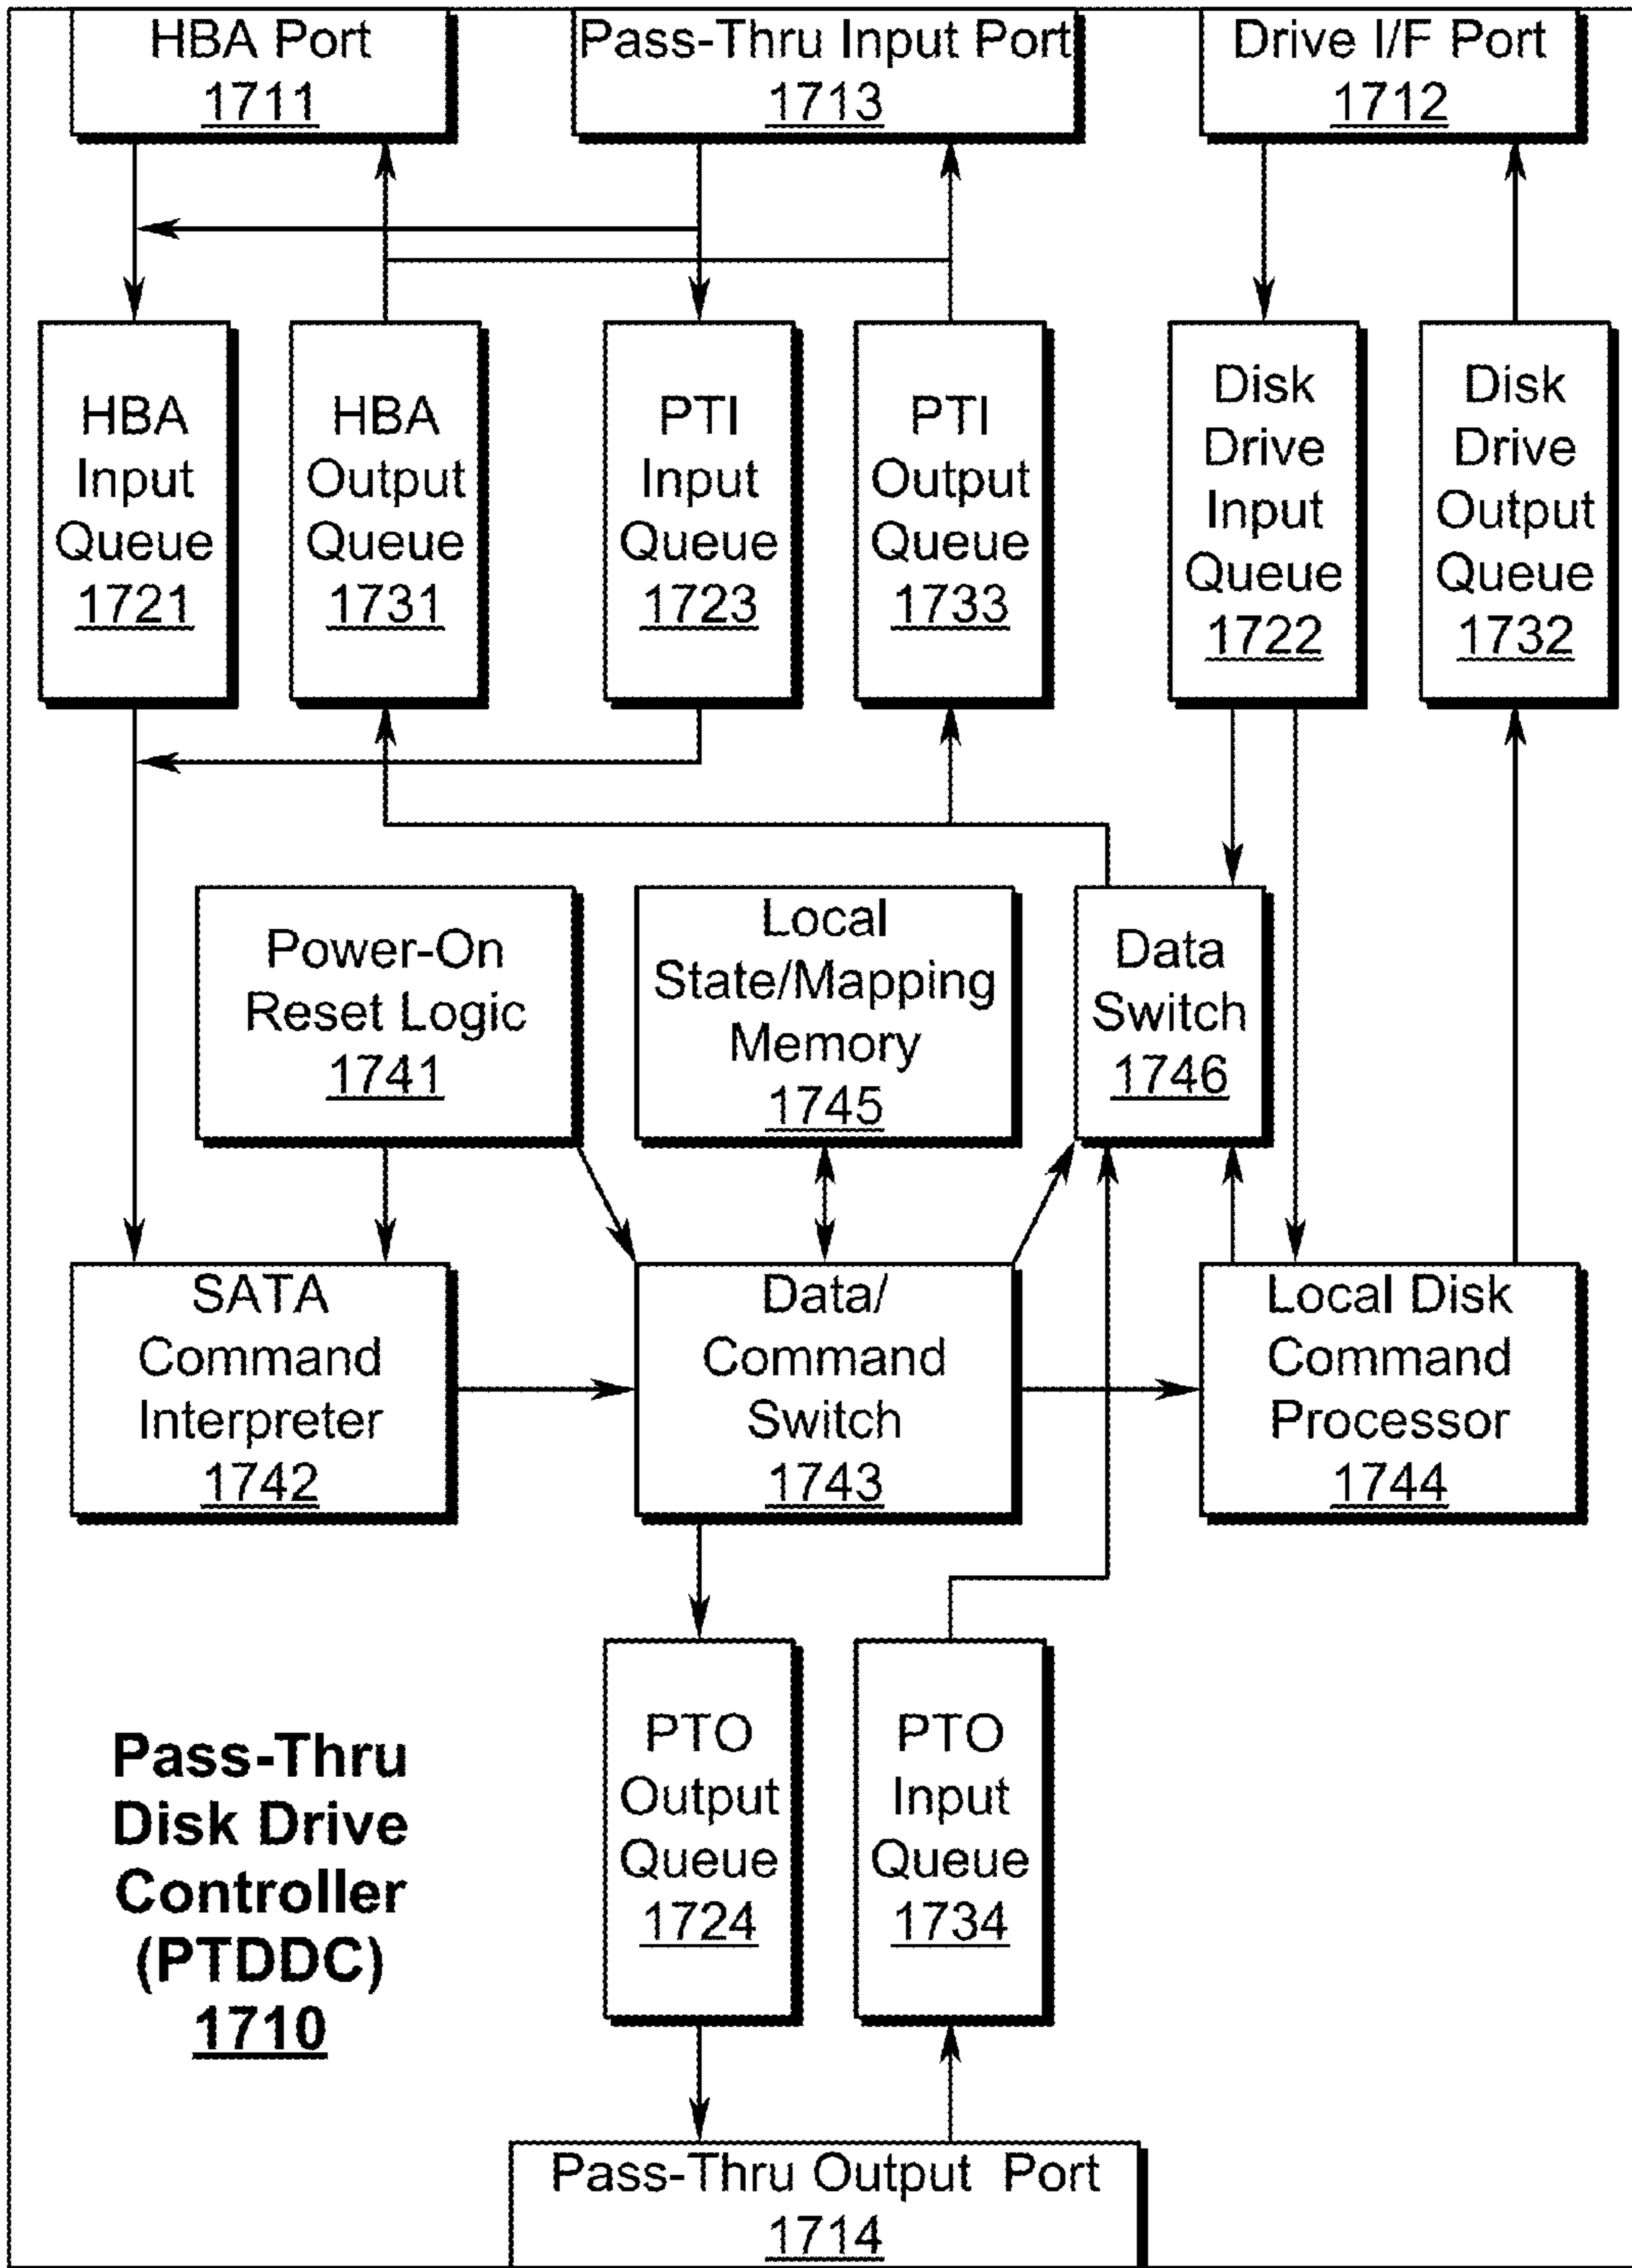 HBA Port
1711
Pass-Thru Input Port
1713
Drive I/F Port
1712
HBA
Input
Queue
1721
HBA
Output
Queue
1731
PTI
Input
Queue
1723
PTI
Output
Queue
1733
Disk
Drive
Input
Queue
1722
Disk
Drive
Output
Queue
1732
Power-On
Reset Logic
1741
Local
State/Mapping
Memory
1745
Data
Switch
1746
SATA
Command
Interpreter
1742
Data/
Command
Switch
1743
Local Disk
Command
Processor
1744
Pass-Thru
Disk Drive
Controller
(PTDDC)
1710
PTO
Output
Queue
1724
PTO
Input
Queue
1734
Pass-Thru Output Port
1714